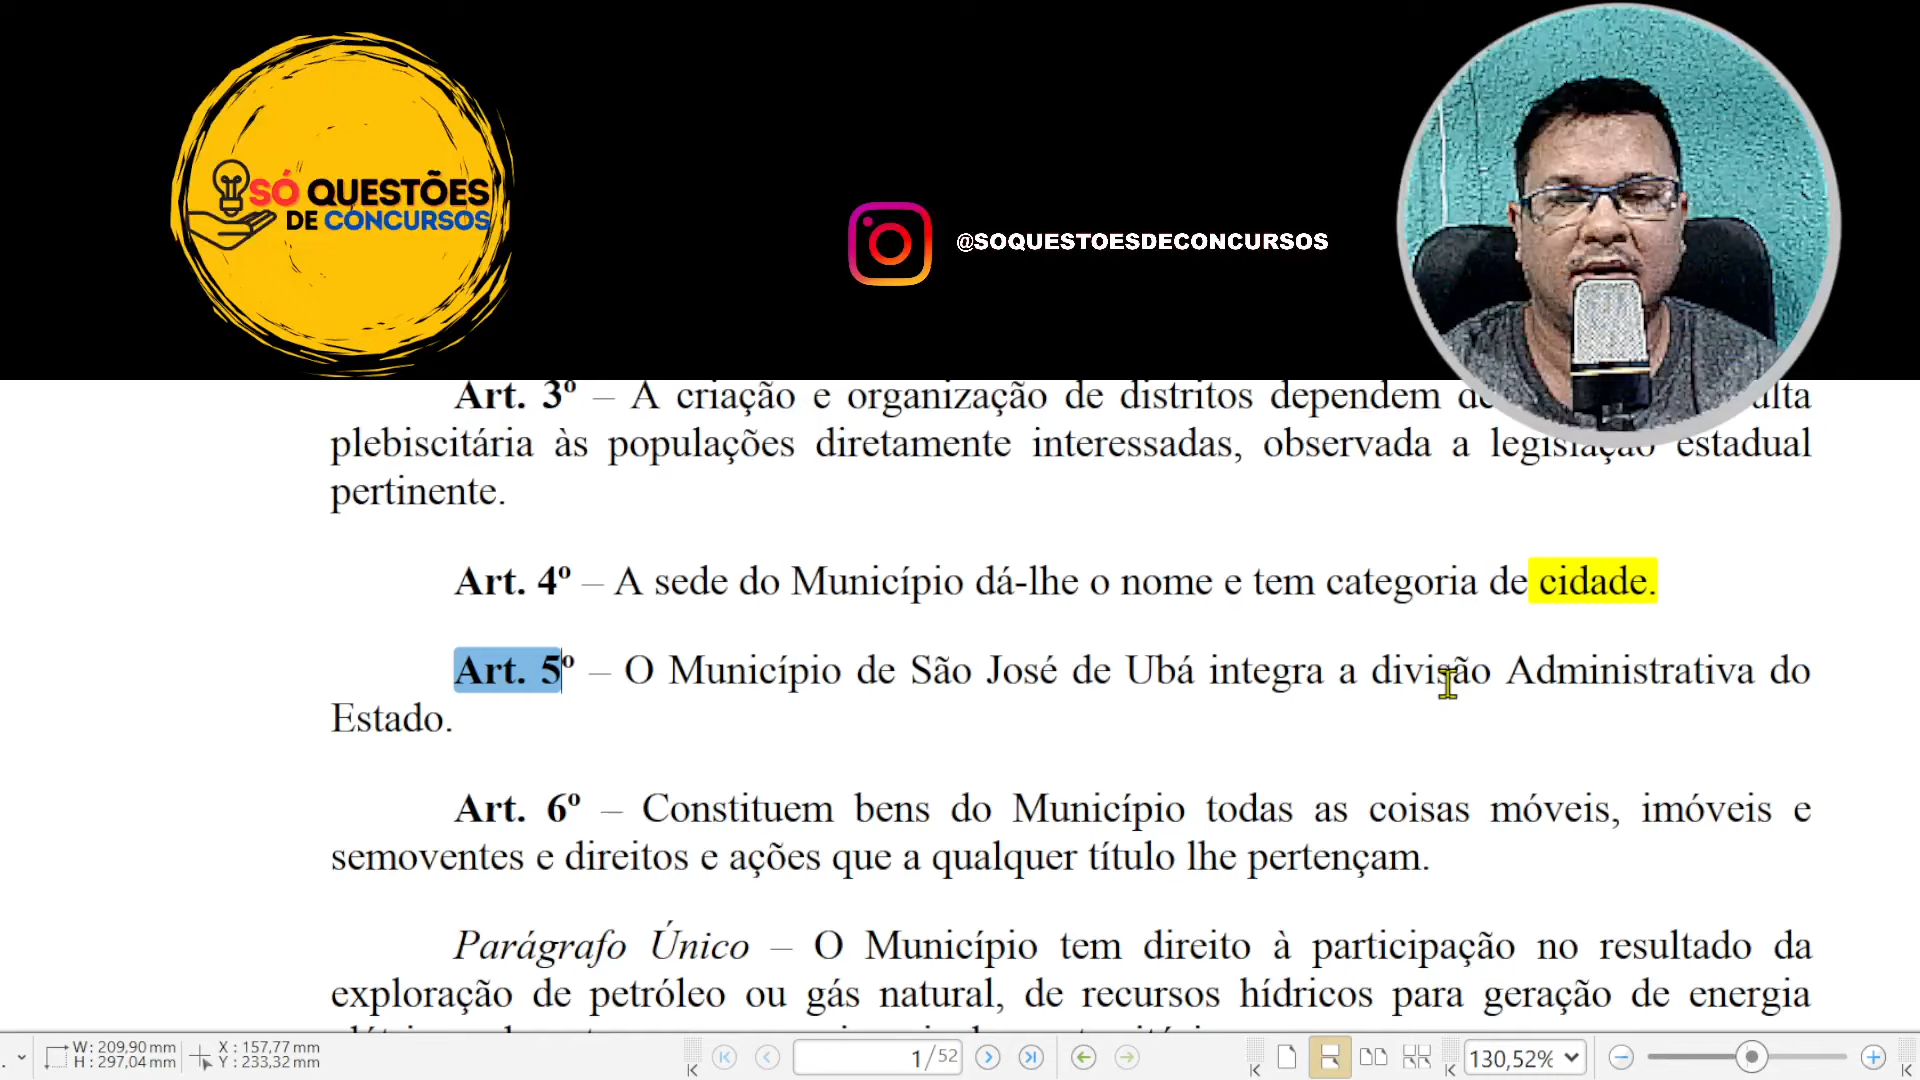 SÓ QUESTÕES
DE CONCURSOS
@SOQUESTOESDECONCURSOS
Art. 3º – A criação e organização de distritos dependem
plebiscitária às populações diretamente interessadas, observada a legislação estadual
pertinente.
Art. 4º – A sede do Município dá-lhe o nome e tem categoria de cidade.
Art. 5º – O Município de São José de Ubá integra a divisão Administrativa do
Estado.
Art. 6º – Constituem bens do Município todas as coisas móveis, imóveis e
semoventes e direitos e ações que a qualquer título lhe pertençam.
Parágrafo Único – O Município tem direito à participação no resultado da
exploração de petróleo ou gás natural, de recursos hídricos para geração de energia
W: 209,90 mm
H: 297,04 mm
X : 157,77 mm
Y : 233,32 mm
1/52
130,52%